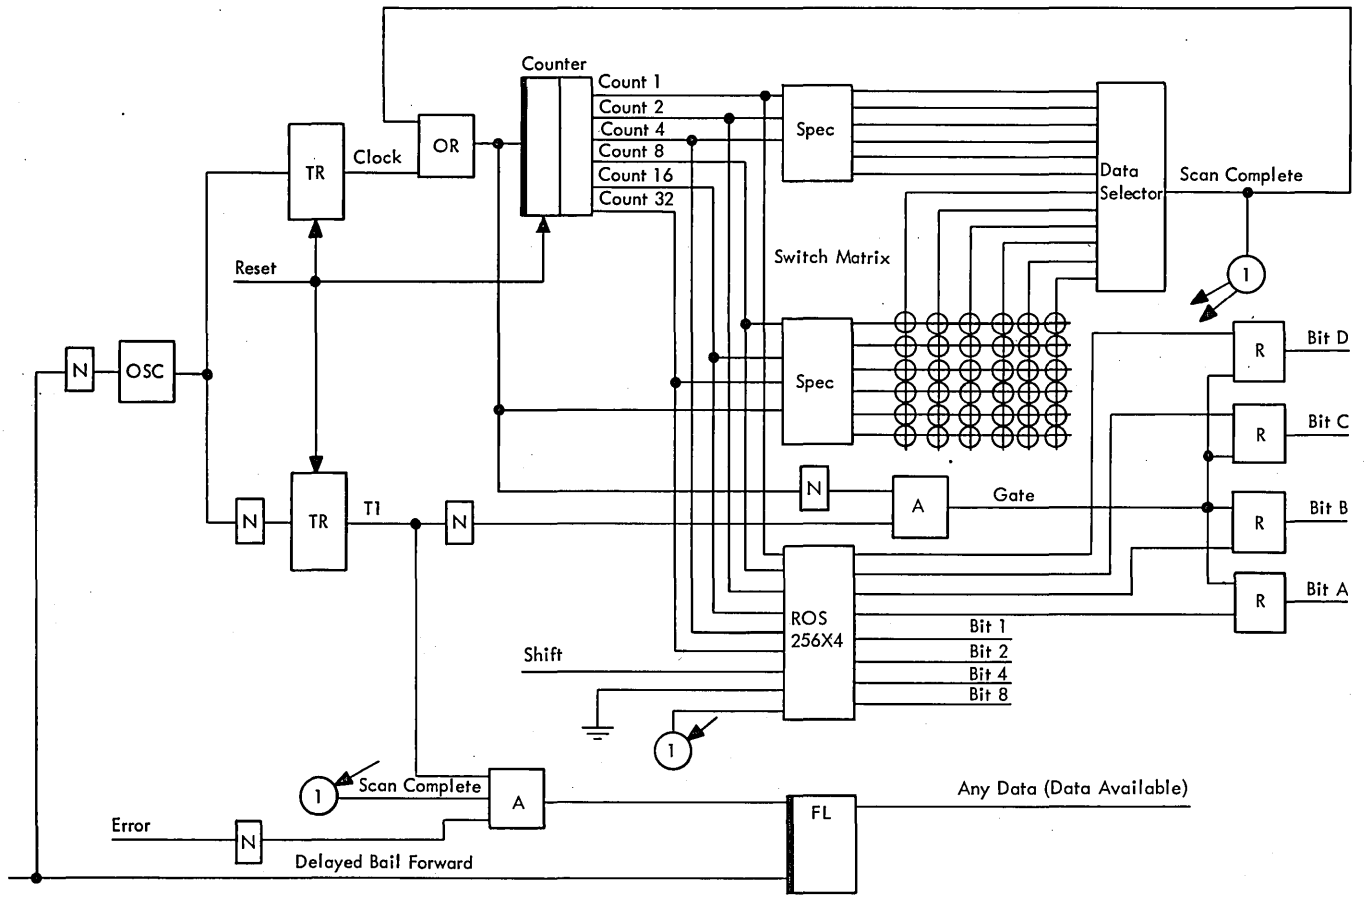 Counter
Count 1
Count 2
Count 4
Count 8
Count 16
Count 32
Spec
OR
TR
Clock
Data
Selector
Scan Complete
1
Reset
Switch Matrix
N
OSC
Spec
R
Bit D
R
Bit C
N
TR
T1
N
N
A
Gate
R
Bit B
R
Bit A
ROS
256X4
Bit 1
Bit 2
Bit 4
Bit 8
Shift
1
1
Scan Complete
A
FL
Any Data (Data Available)
Error
N
Delayed Bail Forward